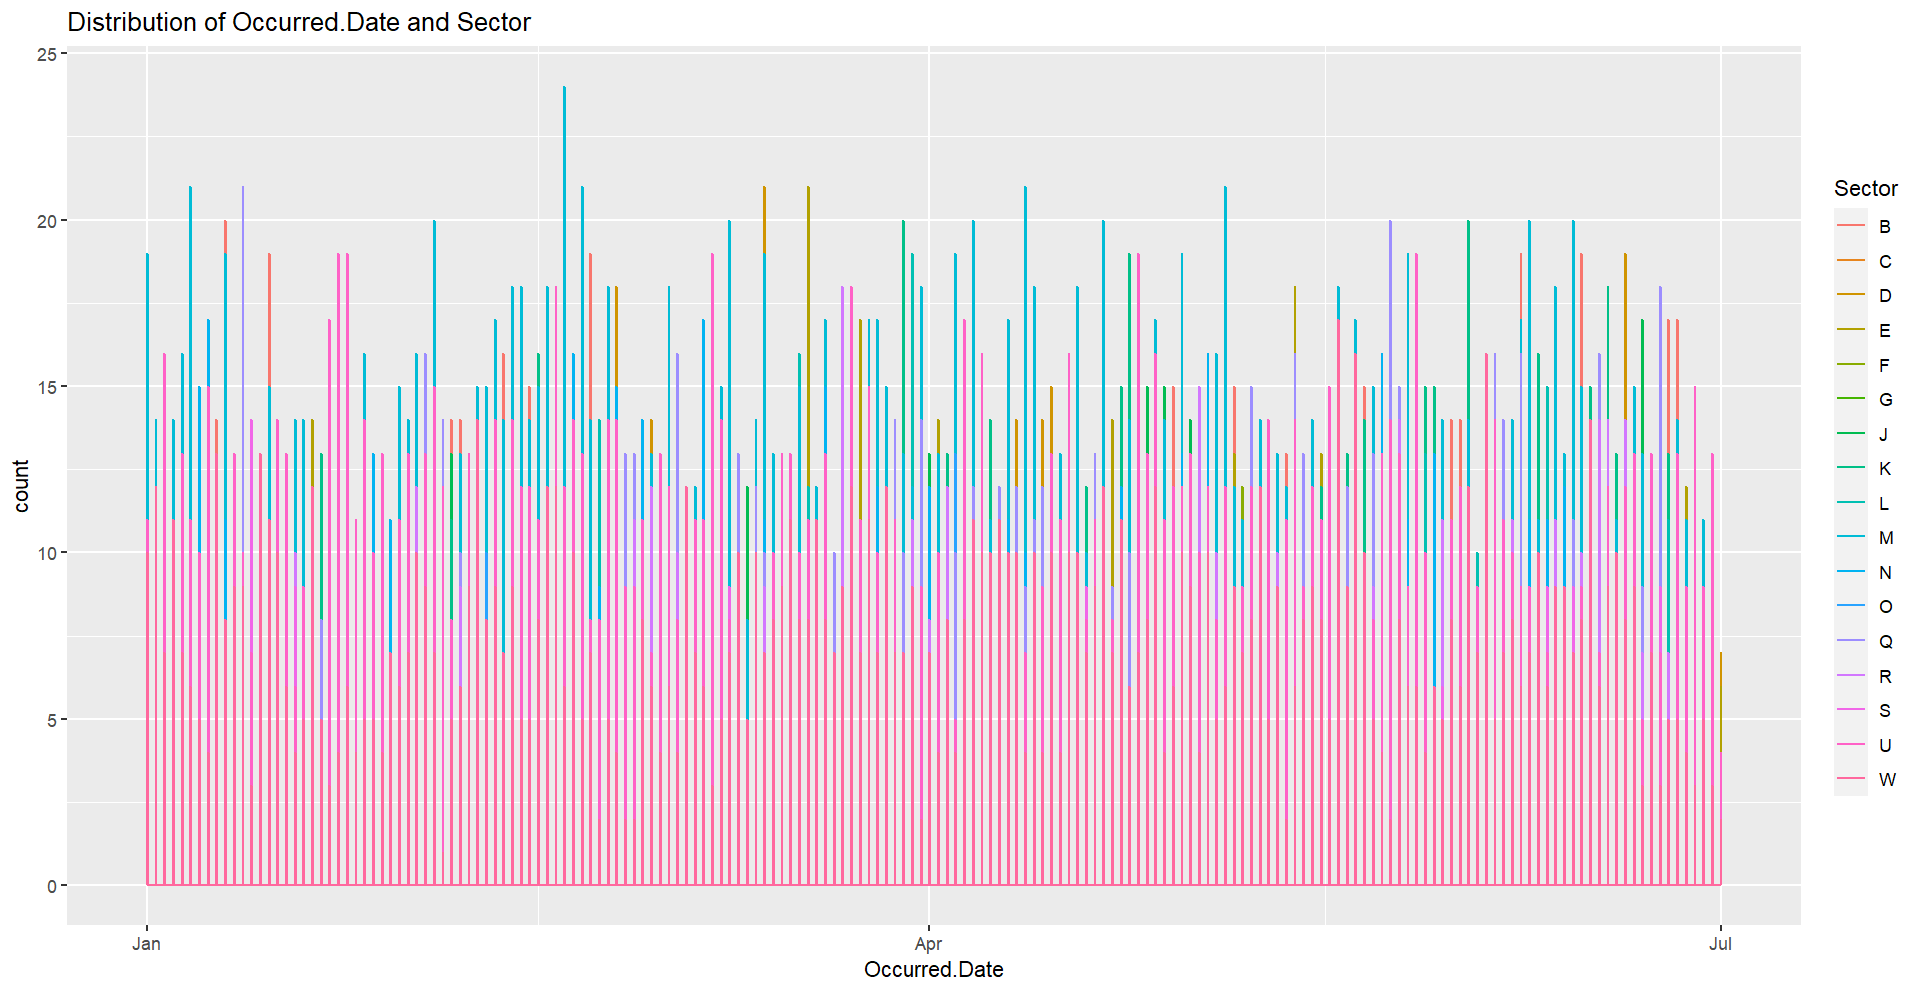 Distribution of Occurred.Date and Sector
25
20
15
10
5
0
count
Jan
Apr
Jul
Occurred.Date
Sector
B
C
D
E
F
G
J
K
L
M
N
O
Q
R
S
U
W